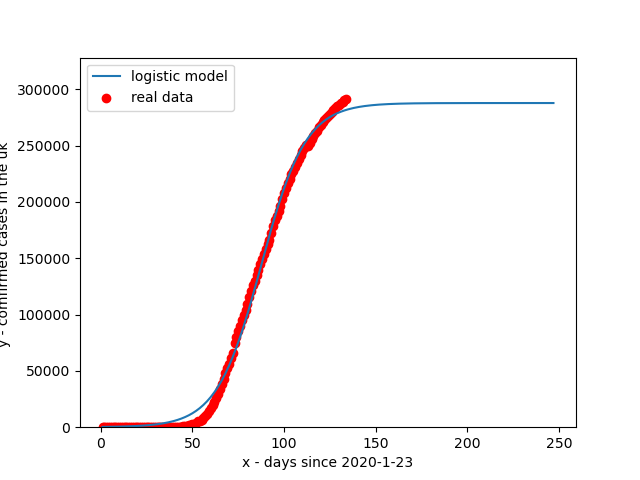 logistic model
real data
300000
250000
200000
150000
100000
50000
0
0 50 100 150 200 250
x - days since 2020-1-23
y - comfirmed cases in the uk